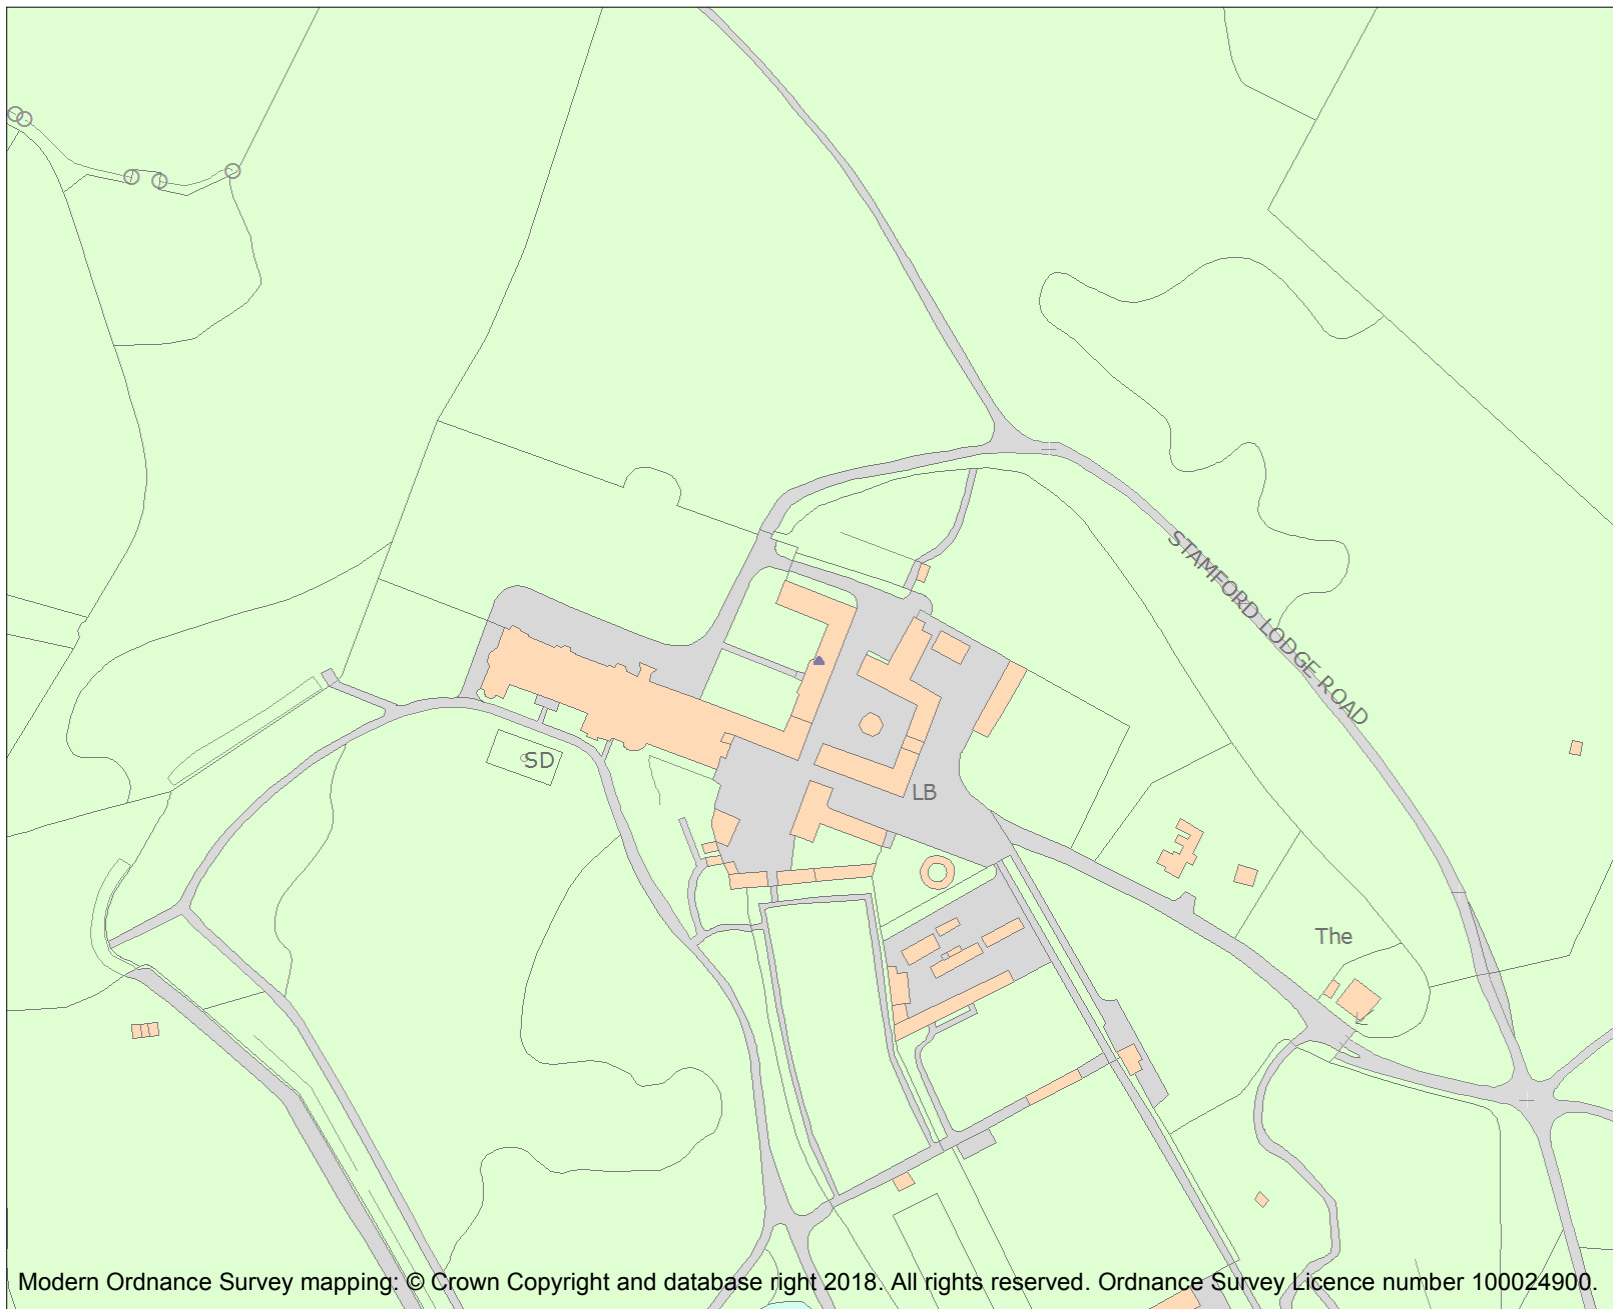 STAMFORD LODGE ROAD
SD
LB
The
Modern Ordnance Survey mapping: © Crown Copyright and database right 2018. All rights reserved. Ordnance Survey Licence number 100024900.